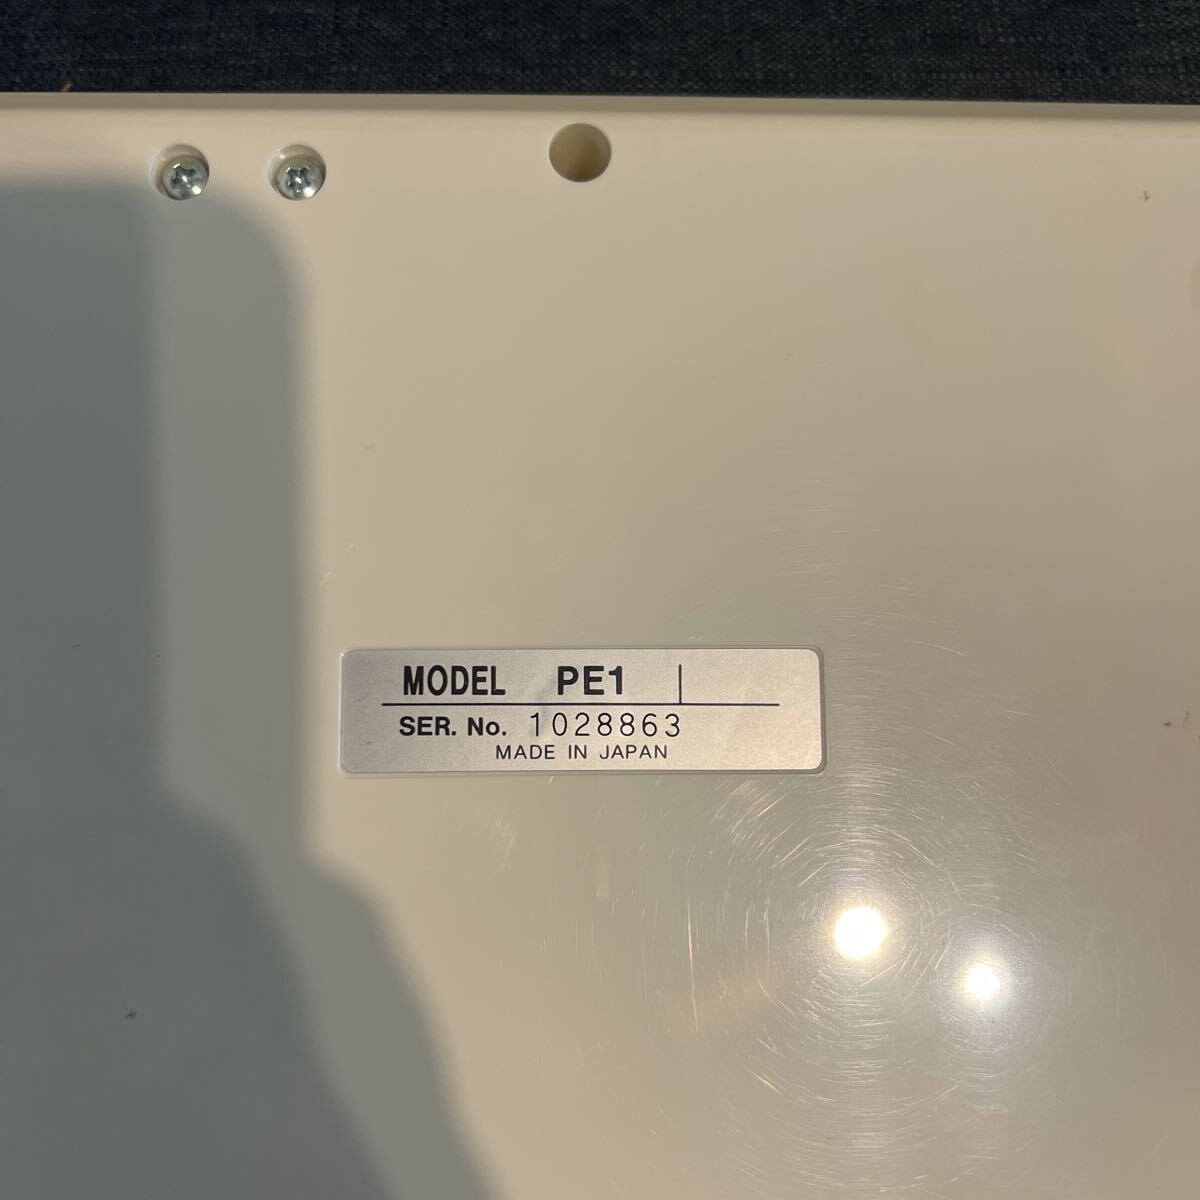 MODEL PE1
SER. No. 1028863
MADE IN JAPAN